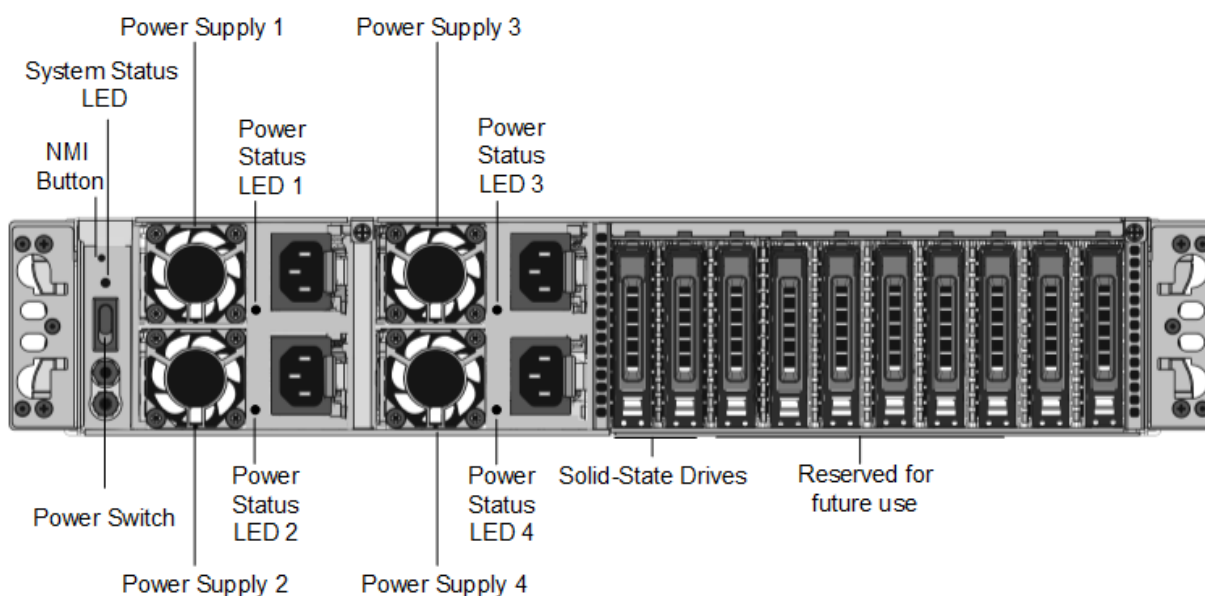 Power Supply 1
Power Supply 3
System Status
LED
Power
Status
LED 1
Power
Status
LED 3
NMI
Button
Power
Status
LED 2
Power
Status
LED 4
Solid-State Drives
Reserved for
future use
Power Switch
Power Supply 2
Power Supply 4